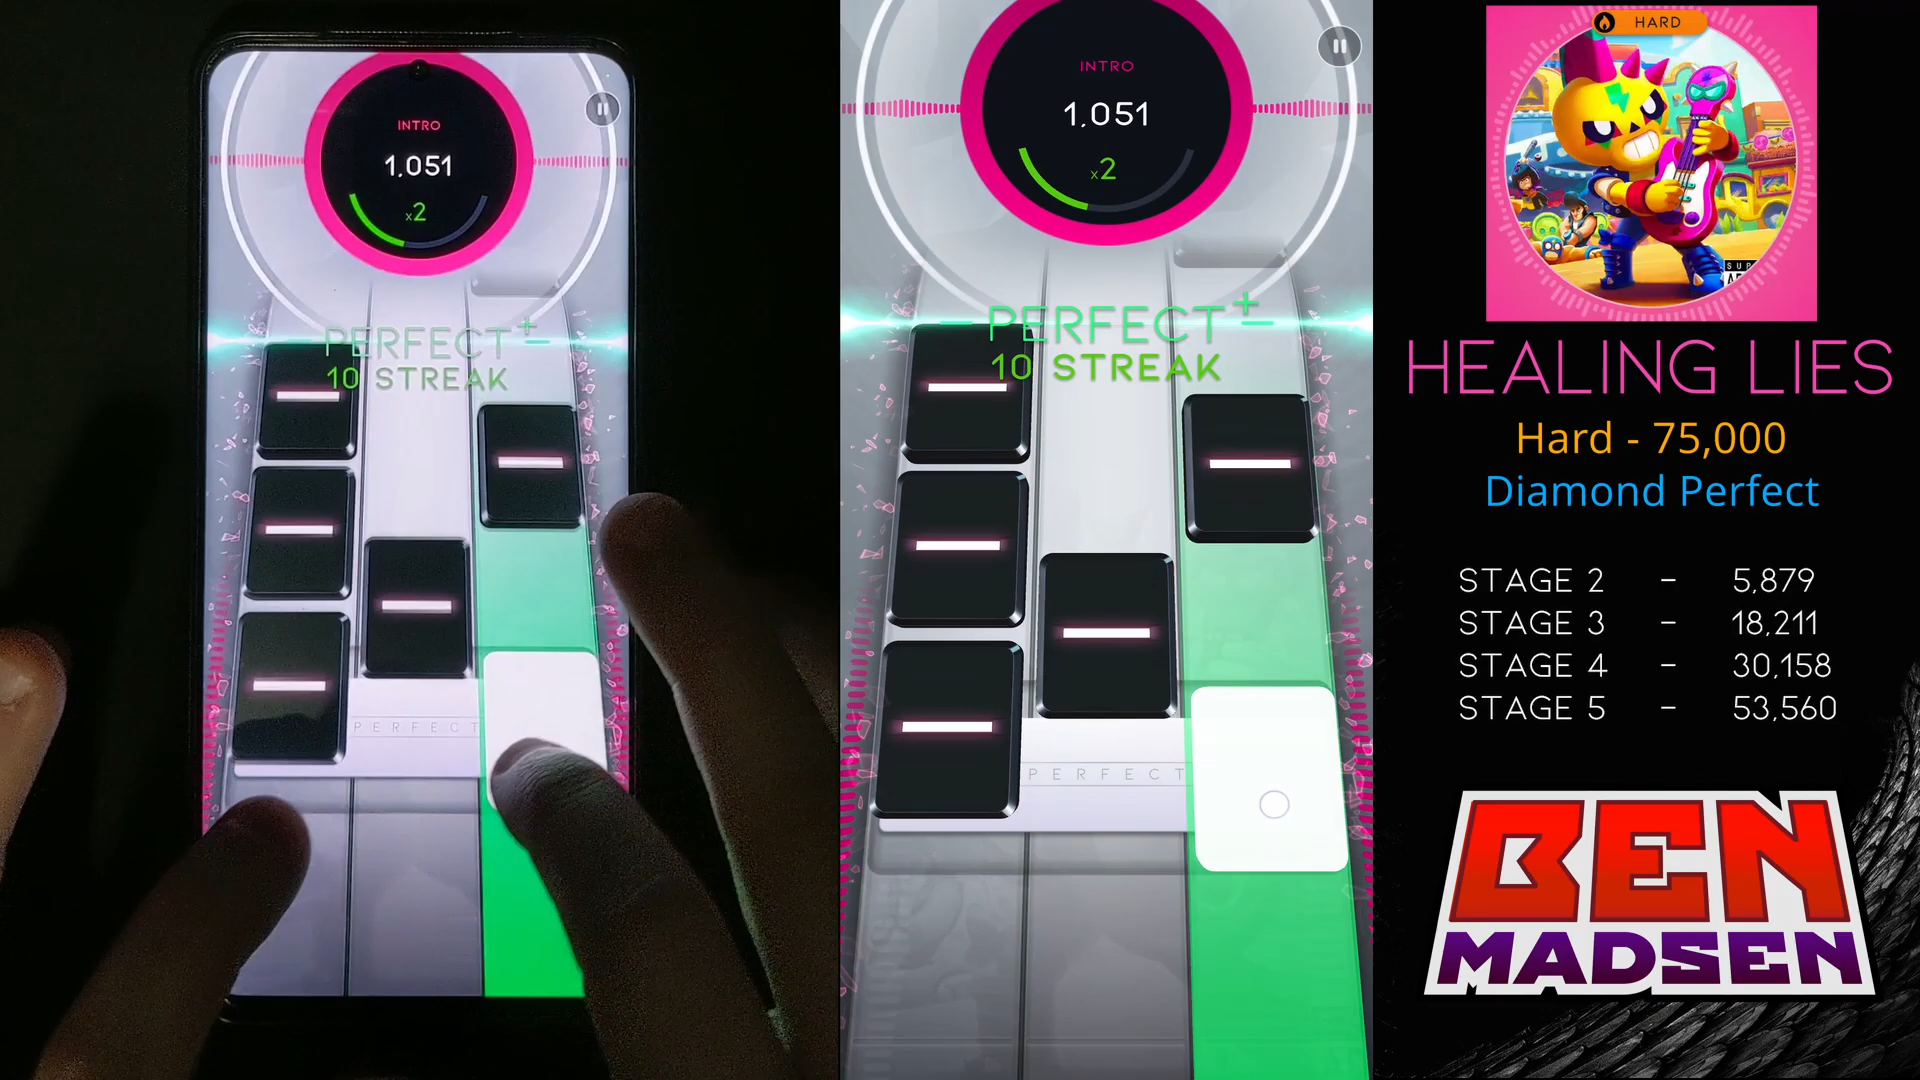 INTRO
1,051
x2
PERFECT+
10 STREAK
PERFECT
INTRO
1,051
x2
PERFECT+
10 STREAK
PERFECT
HARD
HEALING LIES
Hard - 75,000
Diamond Perfect
STAGE 2 - 5,879
STAGE 3 - 18,211
STAGE 4 - 30,158
STAGE 5 - 53,560
BEN
MADSEN